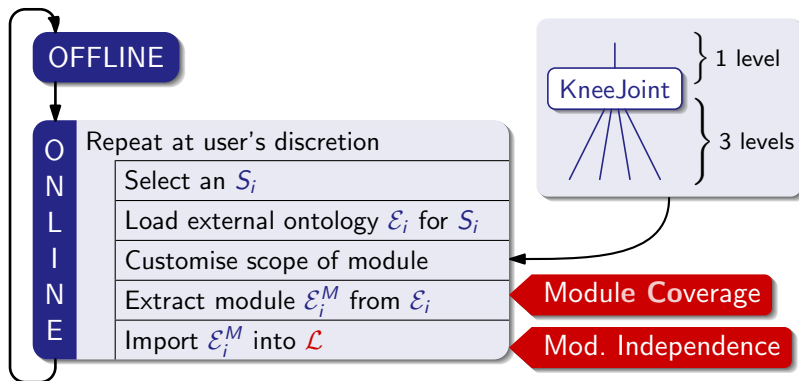 OFFLINE
ONLINE
Repeat at user's discretion
Select an Sᵢ
Load external ontology ℰᵢ for Sᵢ
Customise scope of module
Extract module ℰᵢᴹ from ℰᵢ
Import ℰᵢᴹ into ℒ
1 level
KneeJoint
3 levels
Module Coverage
Mod. Independence